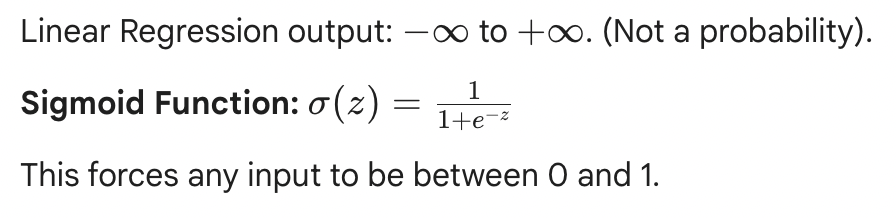 Linear Regression output: −∞ to +∞. (Not a probability).
Sigmoid Function: σ(z) = 1/(1+e^{−z})
This forces any input to be between 0 and 1.